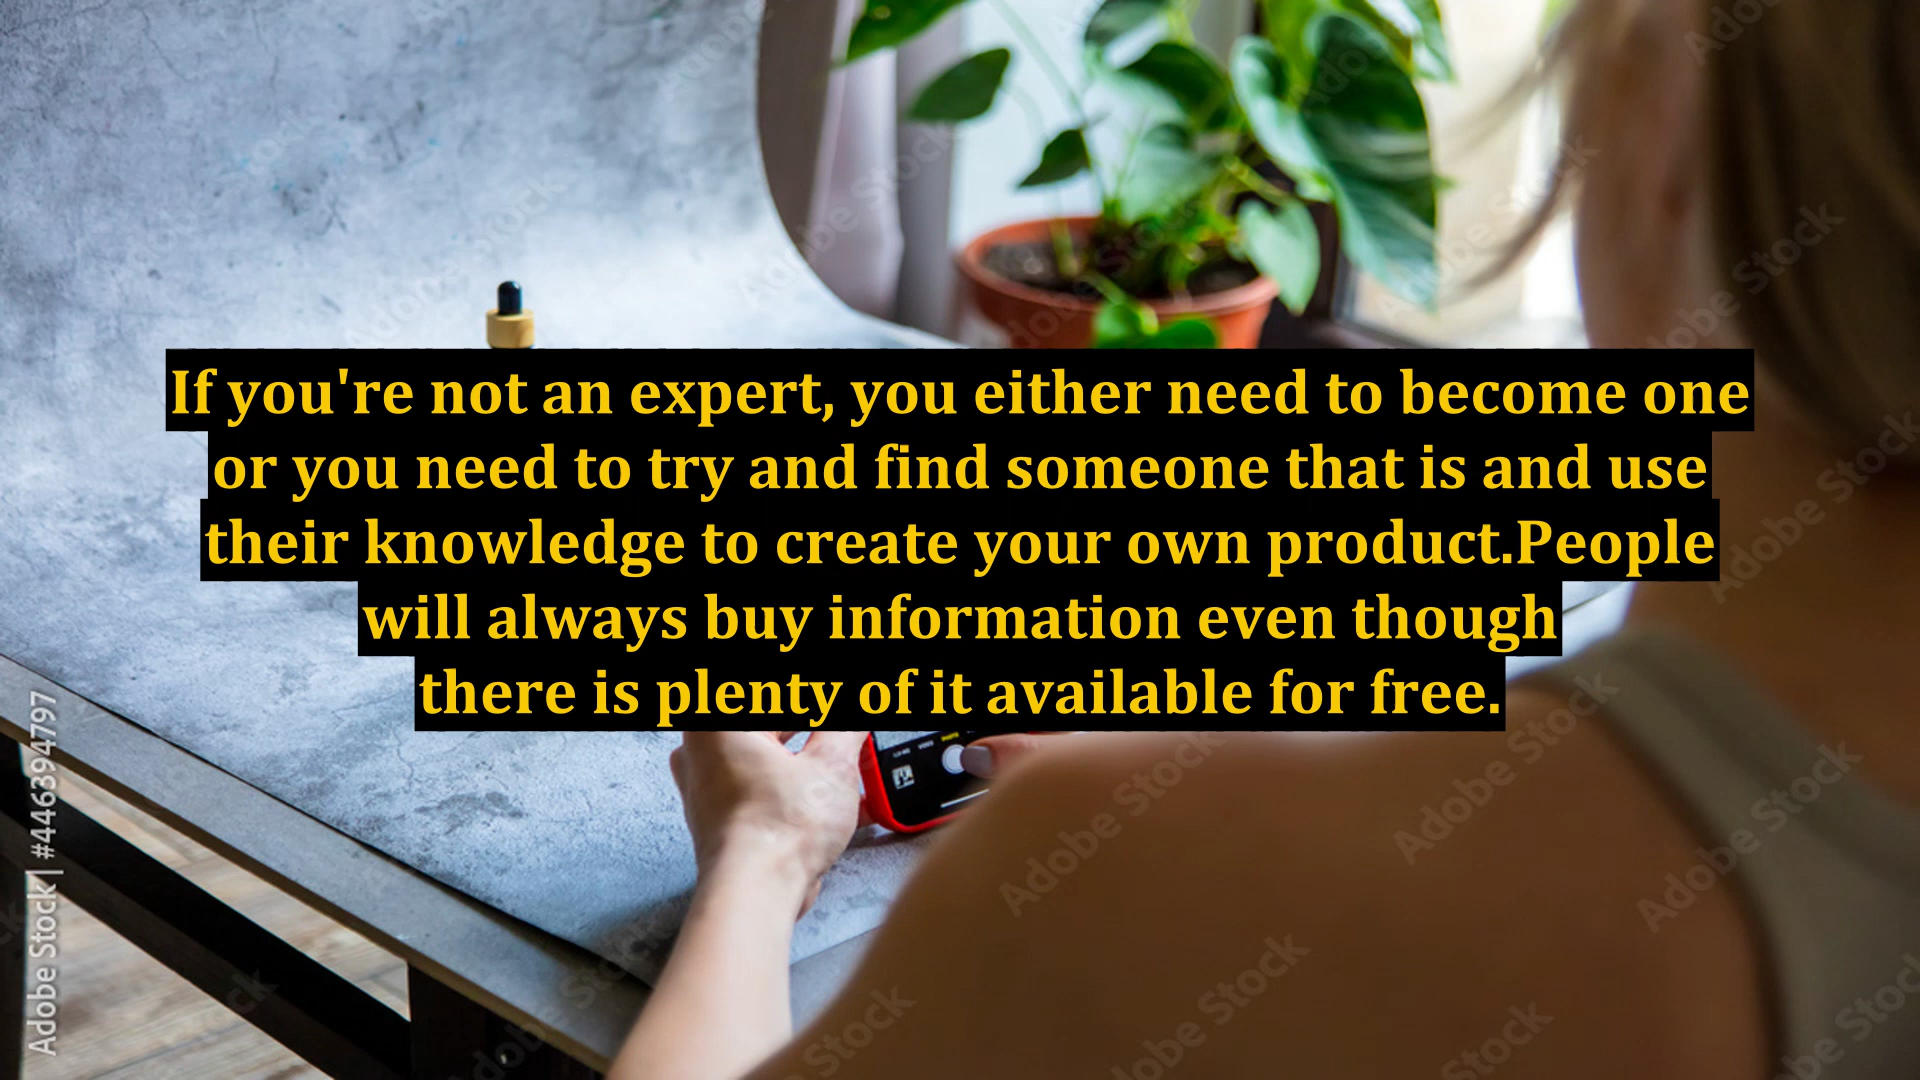 If you're not an expert, you either need to become one
or you need to try and find someone that is and use
their knowledge to create your own product.People
will always buy information even though
there is plenty of it available for free.
Adobe Stock | #446394797
Adobe Stock